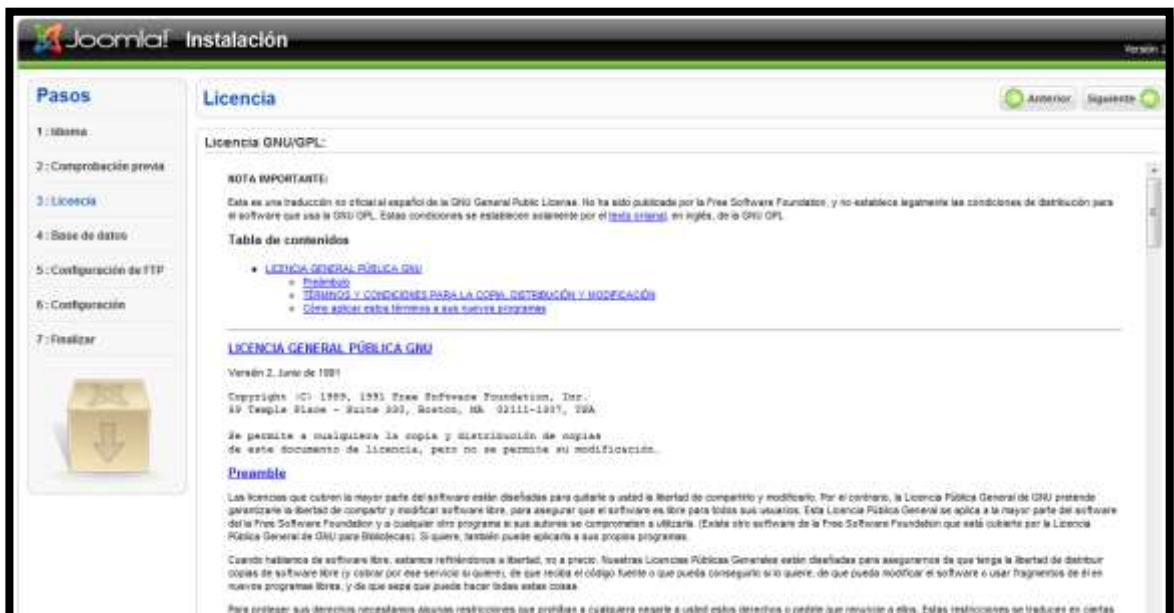 Joomla! Instalación
Versión 1
Pasos
1 : Idioma
2 : Comprobación previa
3 : Licencia
4 : Base de datos
5 : Configuración de FTP
6 : Configuración
7 : Finalizar
Licencia
Anterior Siguiente
Licencia GNU/GPL:
NOTA IMPORTANTE:
Esta es una traducción no oficial al español de la GNU General Public License. No ha sido publicada por la Free Software Foundation, y no establece legalmente las condiciones de distribución para
el software que usa la GNU GPL. Estas condiciones se establecen solamente por el texto original, en inglés, de la GNU GPL.
Tabla de contenidos
LICENCIA GENERAL PÚBLICA GNU
Preámbulo
TÉRMINOS Y CONDICIONES PARA LA COPIA, DISTRIBUCIÓN Y MODIFICACIÓN
Cómo aplicar estos términos a sus nuevos programas
LICENCIA GENERAL PÚBLICA GNU
Versión 2, Junio de 1991
Copyright (C) 1989, 1991 Free Software Foundation, Inc.
59 Temple Place - Suite 330, Boston, MA 02111-1307, USA
Se permite a cualquiera la copia y distribución de copias
de este documento de licencia, pero no se permite su modificación.
Preamble
Las licencias que cubren la mayor parte del software están diseñadas para quitarle a usted la libertad de compartirlo y modificarlo. Por el contrario, la Licencia Pública General de GNU pretende
garantizarle la libertad de compartir y modificar software libre, para asegurar que el software es libre para todos sus usuarios. Esta Licencia Pública General se aplica a la mayor parte del software
del la Free Software Foundation y a cualquier otro programa si sus autores se comprometen a utilizarla. (Existe otro software de la Free Software Foundation que está cubierto por la Licencia
Pública General de GNU para Bibliotecas). Si quiere, también puede aplicarla a sus propios programas.
Cuando hablamos de software libre, estamos refiriéndonos a libertad, no a precio. Nuestras Licencias Públicas Generales están diseñadas para asegurarnos de que tenga la libertad de distribuir
copias de software libre (y cobrar por ese servicio si quiere), de que reciba el código fuente o que pueda conseguirlo si lo quiere, de que pueda modificar el software o usar fragmentos de él en
nuevos programas libres, y de que sepa que puede hacer todas estas cosas.
Para proteger sus derechos necesitamos algunas restricciones que prohíban a cualquiera negarle a usted estos derechos o pedirle que renuncie a ellos. Estas restricciones se traducen en ciertas